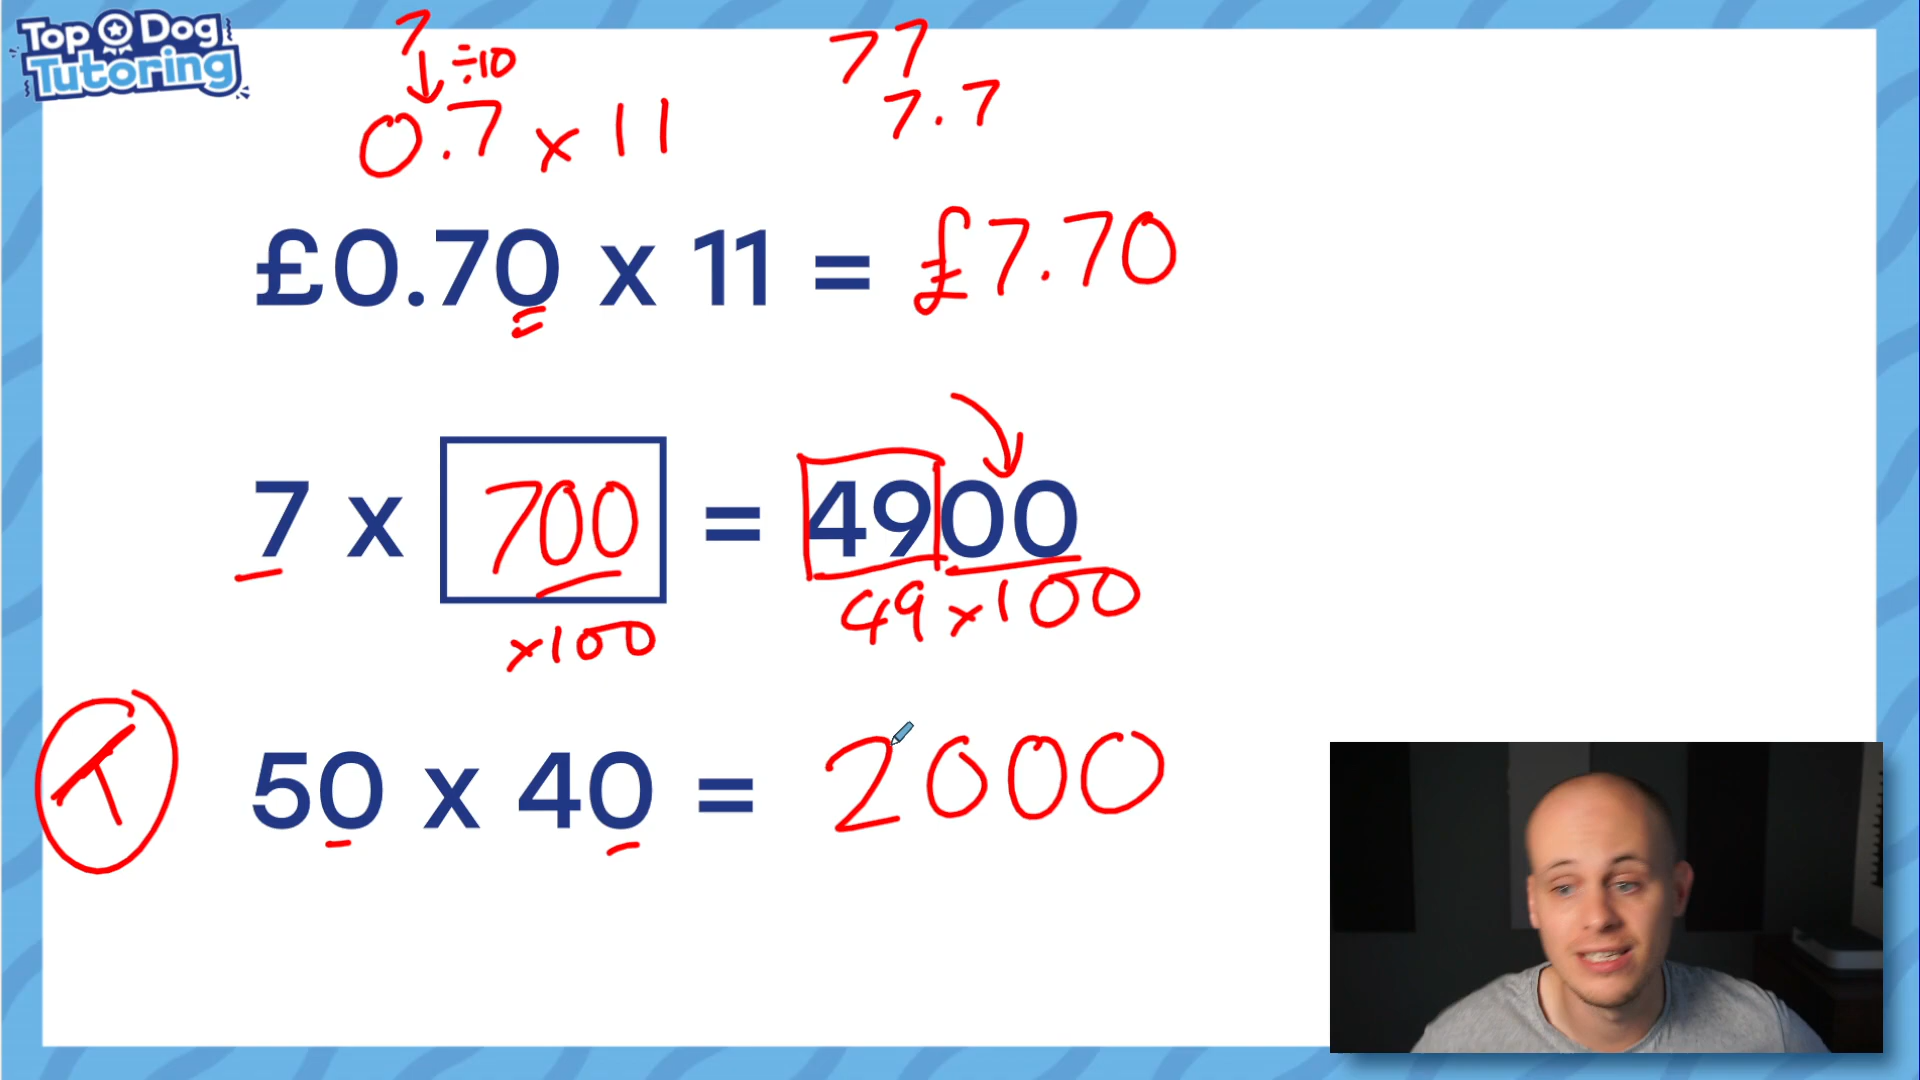 Top Dog
Tutoring
7
÷10
0.7 x 11
77
7.7
£0.70 x 11 = £7.70
7 x 700 = 4900
x100
49 x100
T
50 x 40 = 2000